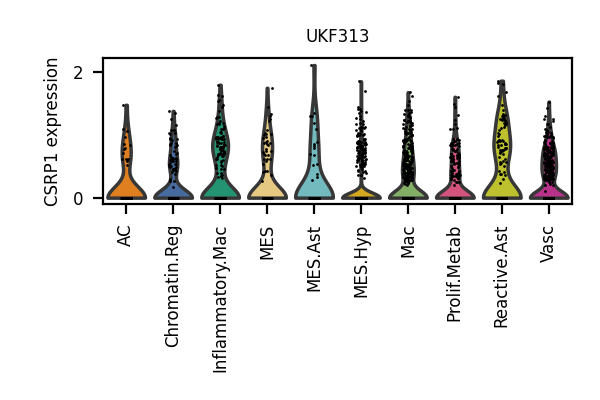 UKF313
CSRP1 expression
2
0
AC
Chromatin.Reg
Inflammatory.Mac
MES
MES.Ast
MES.Hyp
Mac
Prolif.Metab
Reactive.Ast
Vasc